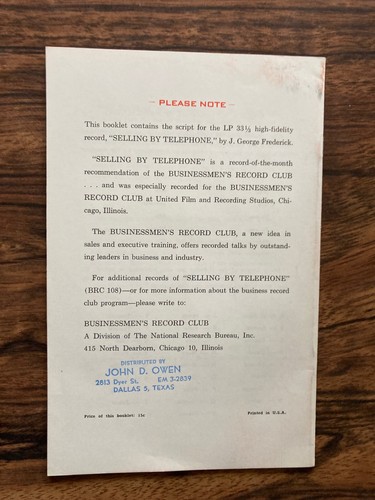 – PLEASE NOTE –
This booklet contains the script for the LP 33⅓ high-fidelity
record, "SELLING BY TELEPHONE," by J. George Frederick.
"SELLING BY TELEPHONE" is a record-of-the-month
recommendation of the BUSINESSMEN'S RECORD CLUB
. . . and was especially recorded for the BUSINESSMEN'S
RECORD CLUB at United Film and Recording Studios, Chi-
cago, Illinois.
The BUSINESSMEN'S RECORD CLUB, a new idea in
sales and executive training, offers recorded talks by outstand-
ing leaders in business and industry.
For additional records of "SELLING BY TELEPHONE"
(BRC 108)—or for more information about the business record
club program—please write to:
BUSINESSMEN'S RECORD CLUB
A Division of The National Research Bureau, Inc.
415 North Dearborn, Chicago 10, Illinois
DISTRIBUTED BY
JOHN D. OWEN
2813 Dyer St. EM 3-2839
DALLAS 5, TEXAS
Price of this booklet: 15c Printed in U.S.A.